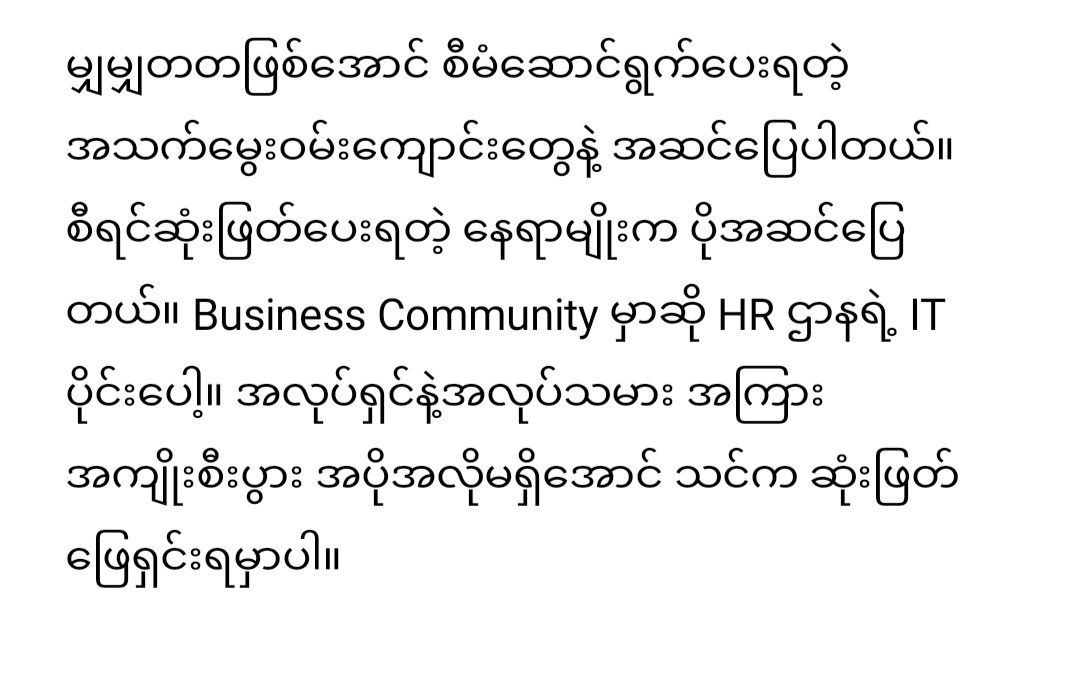 မျှမျှတတဖြစ်အောင် စီမံဆောင်ရွက်ပေးရတဲ့
အသက်မွေးဝမ်းကျောင်းတွေနဲ့ အဆင်ပြေပါတယ်။
စီရင်ဆုံးဖြတ်ပေးရတဲ့ နေရာမျိုးက ပိုအဆင်ပြေ
တယ်။ Business Community မှာဆို HR ဌာနရဲ့ IT
ပိုင်းပေါ့။ အလုပ်ရှင်နဲ့အလုပ်သမား အကြား
အကျိုးစီးပွား အပိုအလိုမရှိအောင် သင်က ဆုံးဖြတ်
ဖြေရှင်းရမှာပါ။